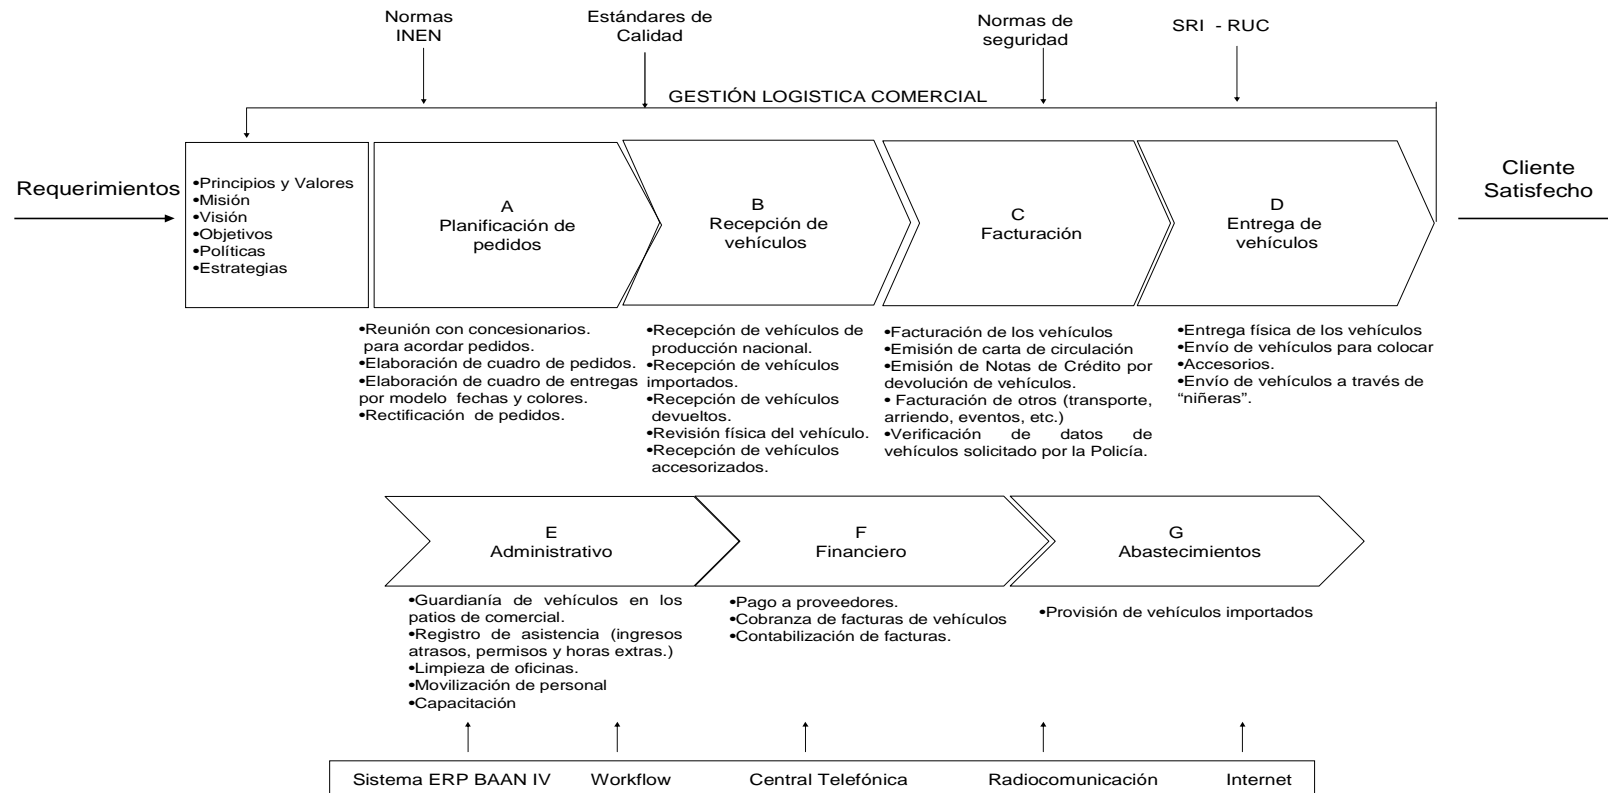 Normas
INEN
Estándares de
Calidad
Normas de
seguridad
SRI - RUC
GESTIÓN LOGISTICA COMERCIAL
Requerimientos
•Principios y Valores
•Misión
•Visión
•Objetivos
•Políticas
•Estrategias
A
Planificación de
pedidos
B
Recepción de
vehículos
C
Facturación
D
Entrega de
vehículos
Cliente
Satisfecho
•Reunión con concesionarios.
para acordar pedidos.
•Elaboración de cuadro de pedidos.
•Elaboración de cuadro de entregas
por modelo fechas y colores.
•Rectificación de pedidos.
•Recepción de vehículos de
producción nacional.
•Recepción de vehículos
importados.
•Recepción de vehículos
devueltos.
•Revisión física del vehículo.
•Recepción de vehículos
accesorizados.
•Facturación de los vehículos
•Emisión de carta de circulación
•Emisión de Notas de Crédito por
devolución de vehículos.
• Facturación de otros (transporte,
arriendo, eventos, etc.)
•Verificación de datos de
vehículos solicitado por la Policía.
•Entrega física de los vehículos
•Envío de vehículos para colocar
•Accesorios.
•Envío de vehículos a través de
“niñeras”.
E
Administrativo
F
Financiero
G
Abastecimientos
•Guardianía de vehículos en los
patios de comercial.
•Registro de asistencia (ingresos
atrasos, permisos y horas extras.)
•Limpieza de oficinas.
•Movilización de personal
•Capacitación
•Pago a proveedores.
•Cobranza de facturas de vehículos
•Contabilización de facturas.
•Provisión de vehículos importados
Sistema ERP BAAN IV
Workflow
Central Telefónica
Radiocomunicación
Internet